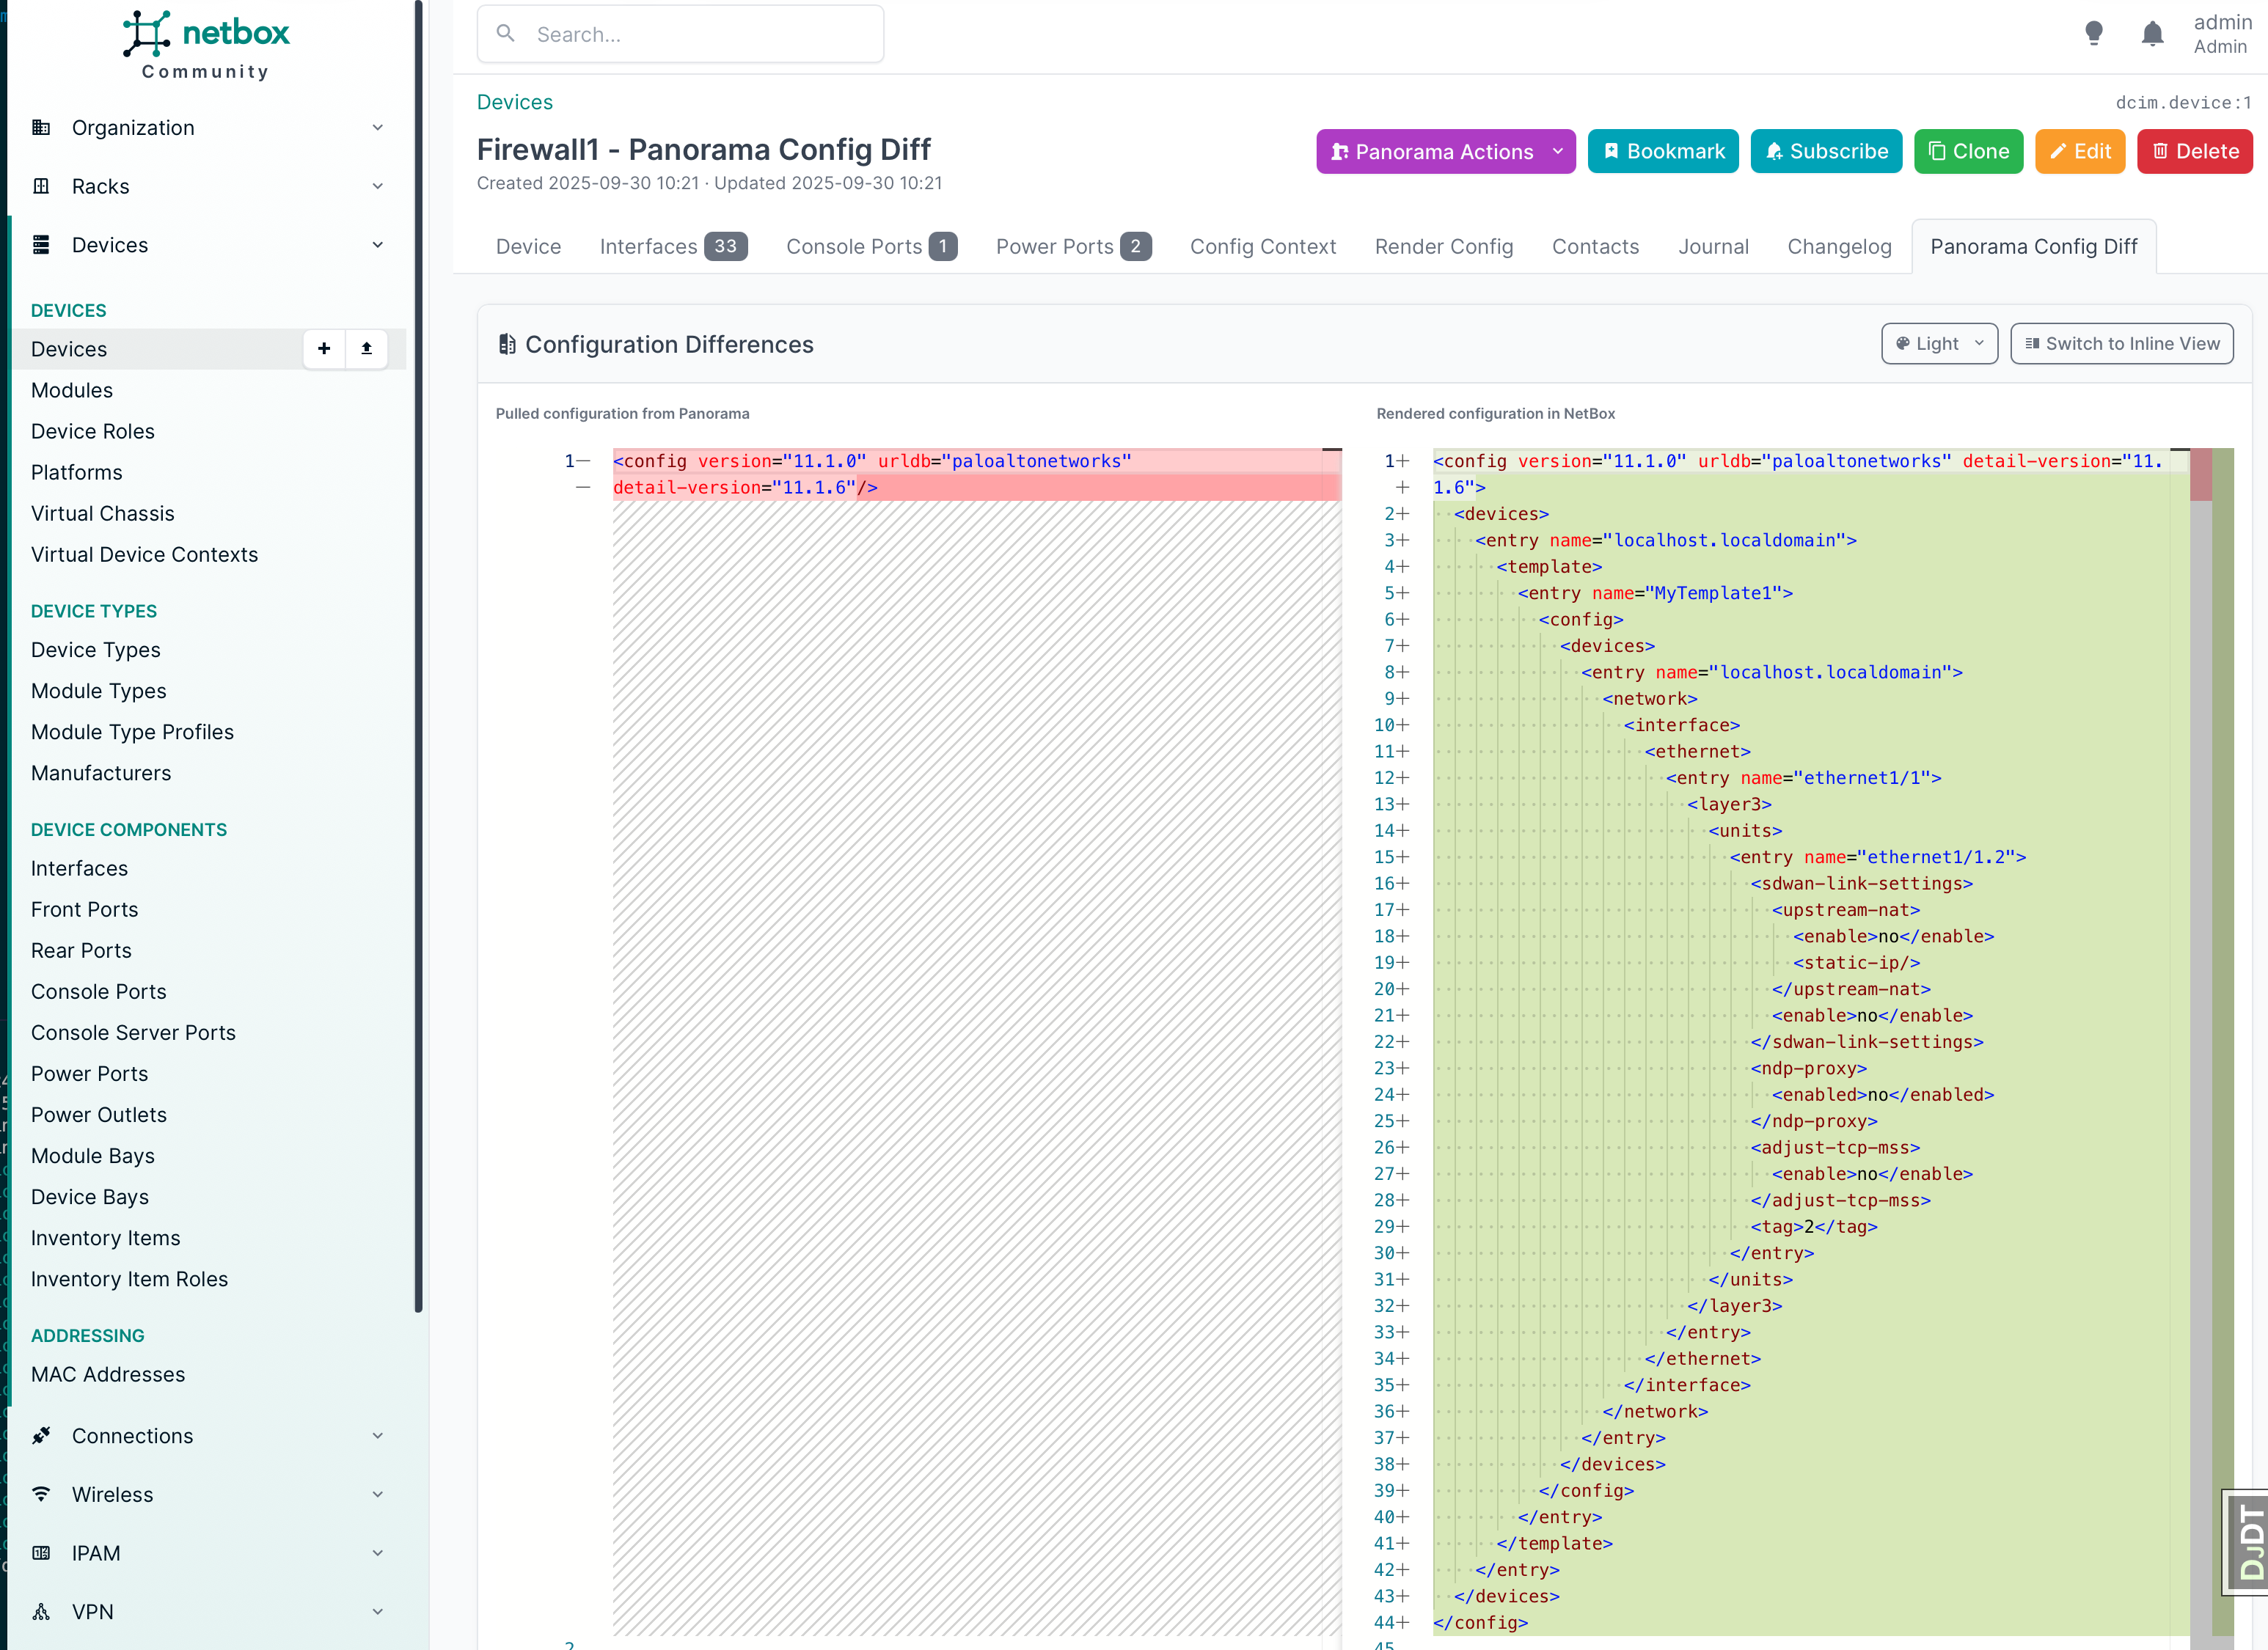 netbox
Community
Search...
admin
Admin
Organization
Racks
Devices
DEVICES
Devices
Modules
Device Roles
Platforms
Virtual Chassis
Virtual Device Contexts
DEVICE TYPES
Device Types
Module Types
Module Type Profiles
Manufacturers
DEVICE COMPONENTS
Interfaces
Front Ports
Rear Ports
Console Ports
Console Server Ports
Power Ports
Power Outlets
Module Bays
Device Bays
Inventory Items
Inventory Item Roles
ADDRESSING
MAC Addresses
Connections
Wireless
IPAM
VPN
Devices
dcim.device:1
Firewall1 - Panorama Config Diff
Created 2025-09-30 10:21 · Updated 2025-09-30 10:21
Panorama Actions
Bookmark
Subscribe
Clone
Edit
Delete
Device
Interfaces 33
Console Ports 1
Power Ports 2
Config Context
Render Config
Contacts
Journal
Changelog
Panorama Config Diff
Configuration Differences
Light
Switch to Inline View
Pulled configuration from Panorama
1— <config version="11.1.0" urldb="paloaltonetworks"
— detail-version="11.1.6"/>
2
Rendered configuration in NetBox
1+ <config version="11.1.0" urldb="paloaltonetworks" detail-version="11.
+ 1.6">
2+ <devices>
3+ <entry name="localhost.localdomain">
4+ <template>
5+ <entry name="MyTemplate1">
6+ <config>
7+ <devices>
8+ <entry name="localhost.localdomain">
9+ <network>
10+ <interface>
11+ <ethernet>
12+ <entry name="ethernet1/1">
13+ <layer3>
14+ <units>
15+ <entry name="ethernet1/1.2">
16+ <sdwan-link-settings>
17+ <upstream-nat>
18+ <enable>no</enable>
19+ <static-ip/>
20+ </upstream-nat>
21+ <enable>no</enable>
22+ </sdwan-link-settings>
23+ <ndp-proxy>
24+ <enabled>no</enabled>
25+ </ndp-proxy>
26+ <adjust-tcp-mss>
27+ <enable>no</enable>
28+ </adjust-tcp-mss>
29+ <tag>2</tag>
30+ </entry>
31+ </units>
32+ </layer3>
33+ </entry>
34+ </ethernet>
35+ </interface>
36+ </network>
37+ </entry>
38+ </devices>
39+ </config>
40+ </entry>
41+ </template>
42+ </entry>
43+ </devices>
44+ </config>
45
DJDT